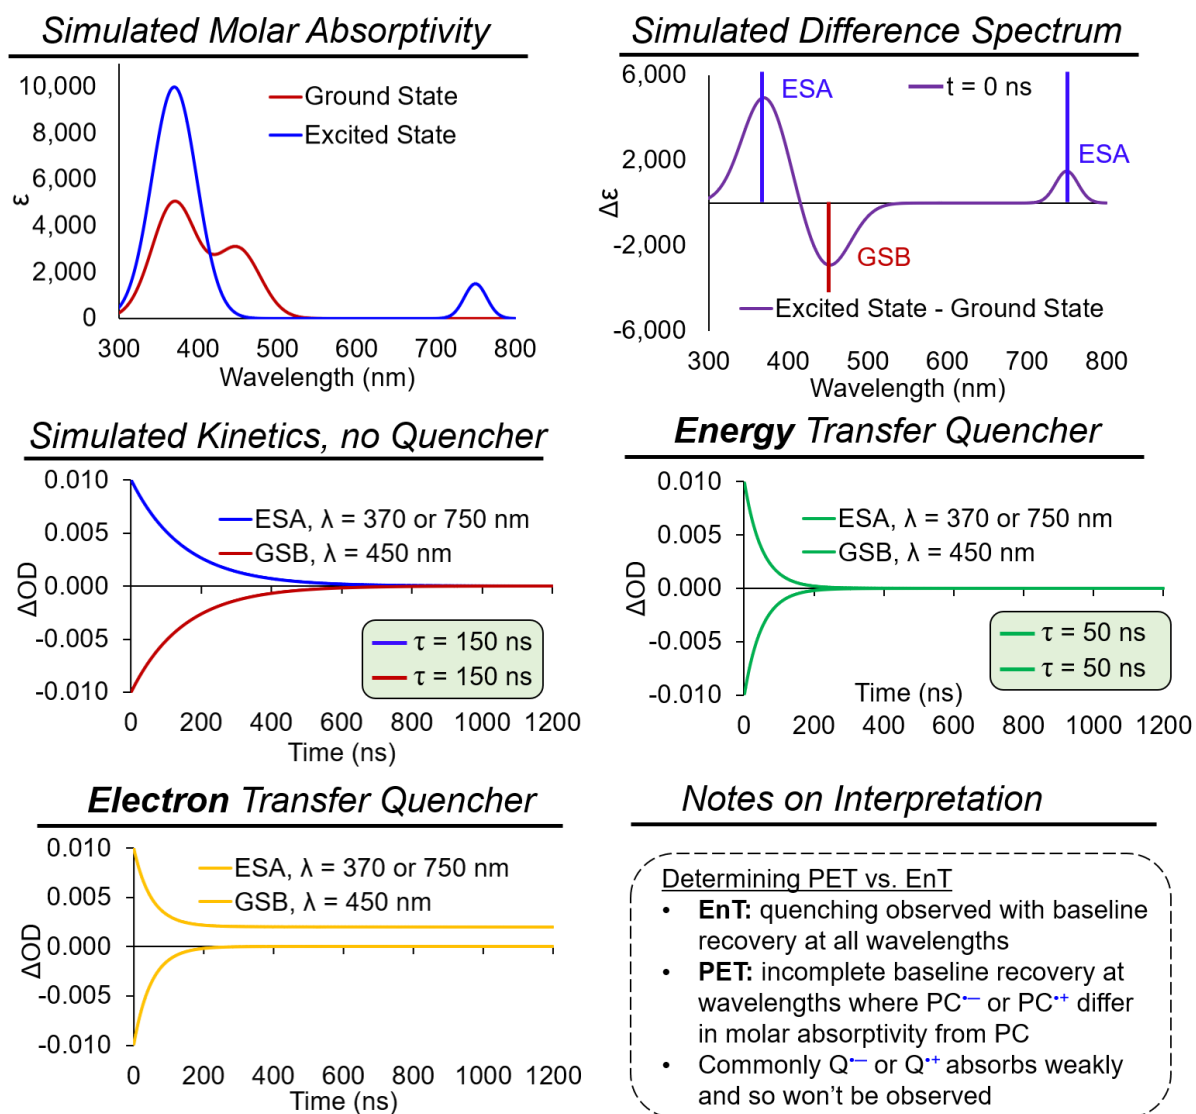 Simulated Molar Absorptivity
10,000
8,000
6,000
4,000
2,000
0
ε
Ground State
Excited State
300 400 500 600 700 800
Wavelength (nm)
Simulated Difference Spectrum
6,000
2,000
-2,000
-6,000
Δε
ESA
t = 0 ns
ESA
GSB
Excited State - Ground State
300 400 500 600 700 800
Wavelength (nm)
Simulated Kinetics, no Quencher
0.010
0.005
0.000
-0.005
-0.010
ΔOD
ESA, λ = 370 or 750 nm
GSB, λ = 450 nm
τ = 150 ns
τ = 150 ns
0 200 400 600 800 1000 1200
Time (ns)
Energy Transfer Quencher
0.010
0.005
0.000
-0.005
-0.010
ΔOD
ESA, λ = 370 or 750 nm
GSB, λ = 450 nm
τ = 50 ns
τ = 50 ns
Time (ns)
0 200 400 600 800 1000 1200
Electron Transfer Quencher
0.010
0.005
0.000
-0.005
-0.010
ΔOD
ESA, λ = 370 or 750 nm
GSB, λ = 450 nm
0 200 400 600 800 1000 1200
Time (ns)
Notes on Interpretation
Determining PET vs. EnT
• EnT: quenching observed with baseline
recovery at all wavelengths
• PET: incomplete baseline recovery at
wavelengths where PC•– or PC•+ differ
in molar absorptivity from PC
• Commonly Q•– or Q•+ absorbs weakly
and so won't be observed